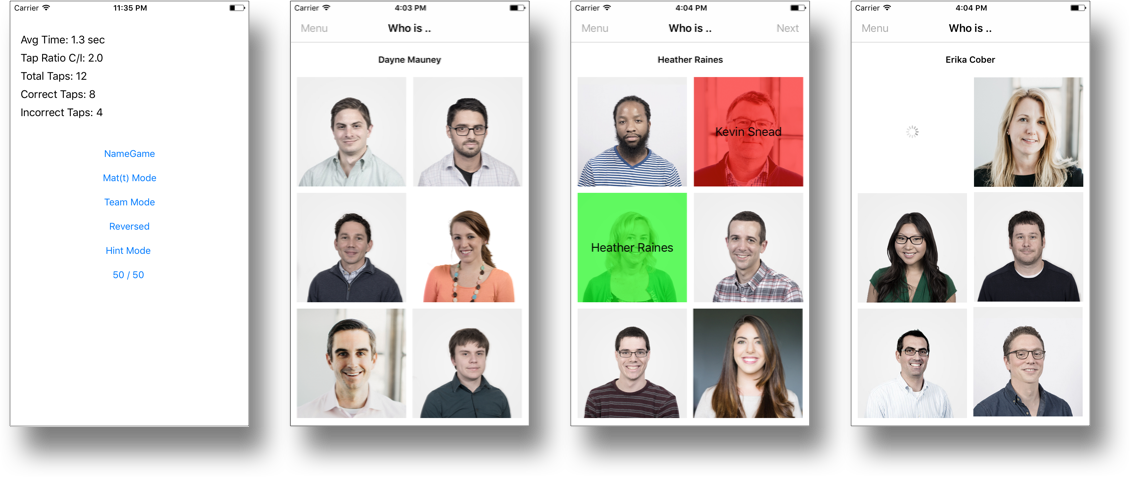 Carrier 11:35 PM
Avg Time: 1.3 sec
Tap Ratio C/I: 2.0
Total Taps: 12
Correct Taps: 8
Incorrect Taps: 4
NameGame
Mat(t) Mode
Team Mode
Reversed
Hint Mode
50 / 50
Carrier 4:03 PM
Menu Who is ..
Dayne Mauney
Carrier 4:04 PM
Menu Who is .. Next
Heather Raines
Kevin Snead
Heather Raines
Carrier 4:04 PM
Menu Who is ..
Erika Cober